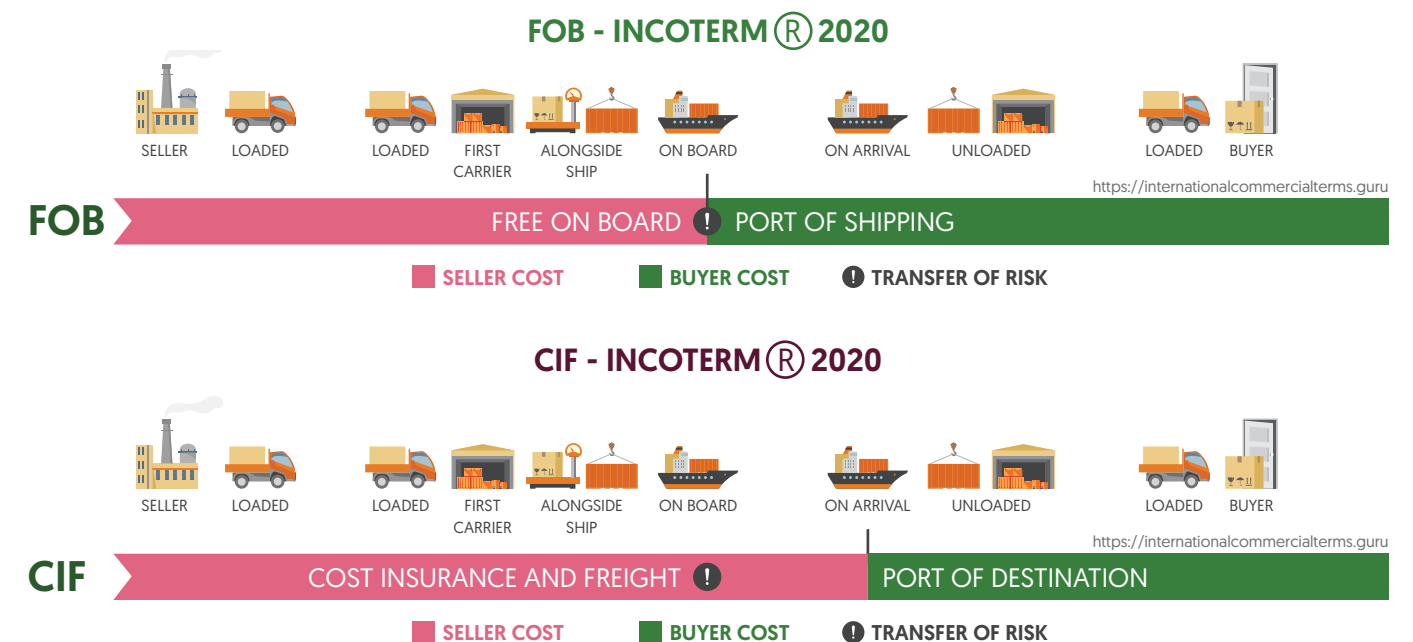 FOB - INCOTERM Ⓡ 2020
SELLER LOADED LOADED FIRST ALONGSIDE ON BOARD ON ARRIVAL UNLOADED LOADED BUYER
CARRIER SHIP
https://internationalcommercialterms.guru
FOB FREE ON BOARD ! PORT OF SHIPPING
SELLER COST BUYER COST ! TRANSFER OF RISK
CIF - INCOTERM Ⓡ 2020
SELLER LOADED LOADED FIRST ALONGSIDE ON BOARD ON ARRIVAL UNLOADED LOADED BUYER
CARRIER SHIP
https://internationalcommercialterms.guru
CIF COST INSURANCE AND FREIGHT ! PORT OF DESTINATION
SELLER COST BUYER COST ! TRANSFER OF RISK